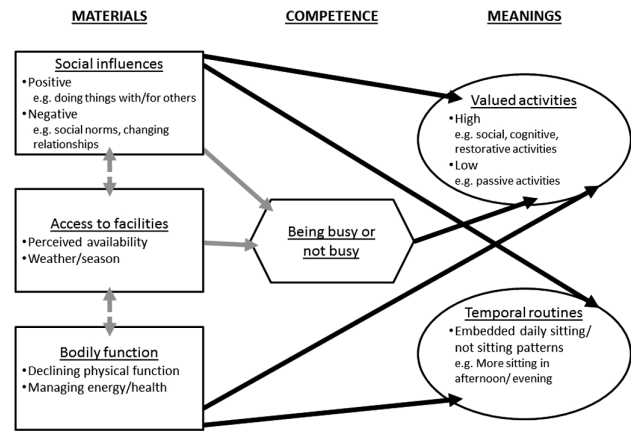 MATERIALS
COMPETENCE
MEANINGS
Social influences
•Positive
e.g. doing things with/for others
•Negative
e.g. social norms, changing
relationships
Access to facilities
•Perceived availability
•Weather/season
Bodily function
•Declining physical function
•Managing energy/health
Being busy or
not busy
Valued activities
•High
e.g. social, cognitive,
restorative activities
•Low
e.g. passive activities
Temporal routines
•Embedded daily sitting/
not sitting patterns
e.g. More sitting in
afternoon/ evening